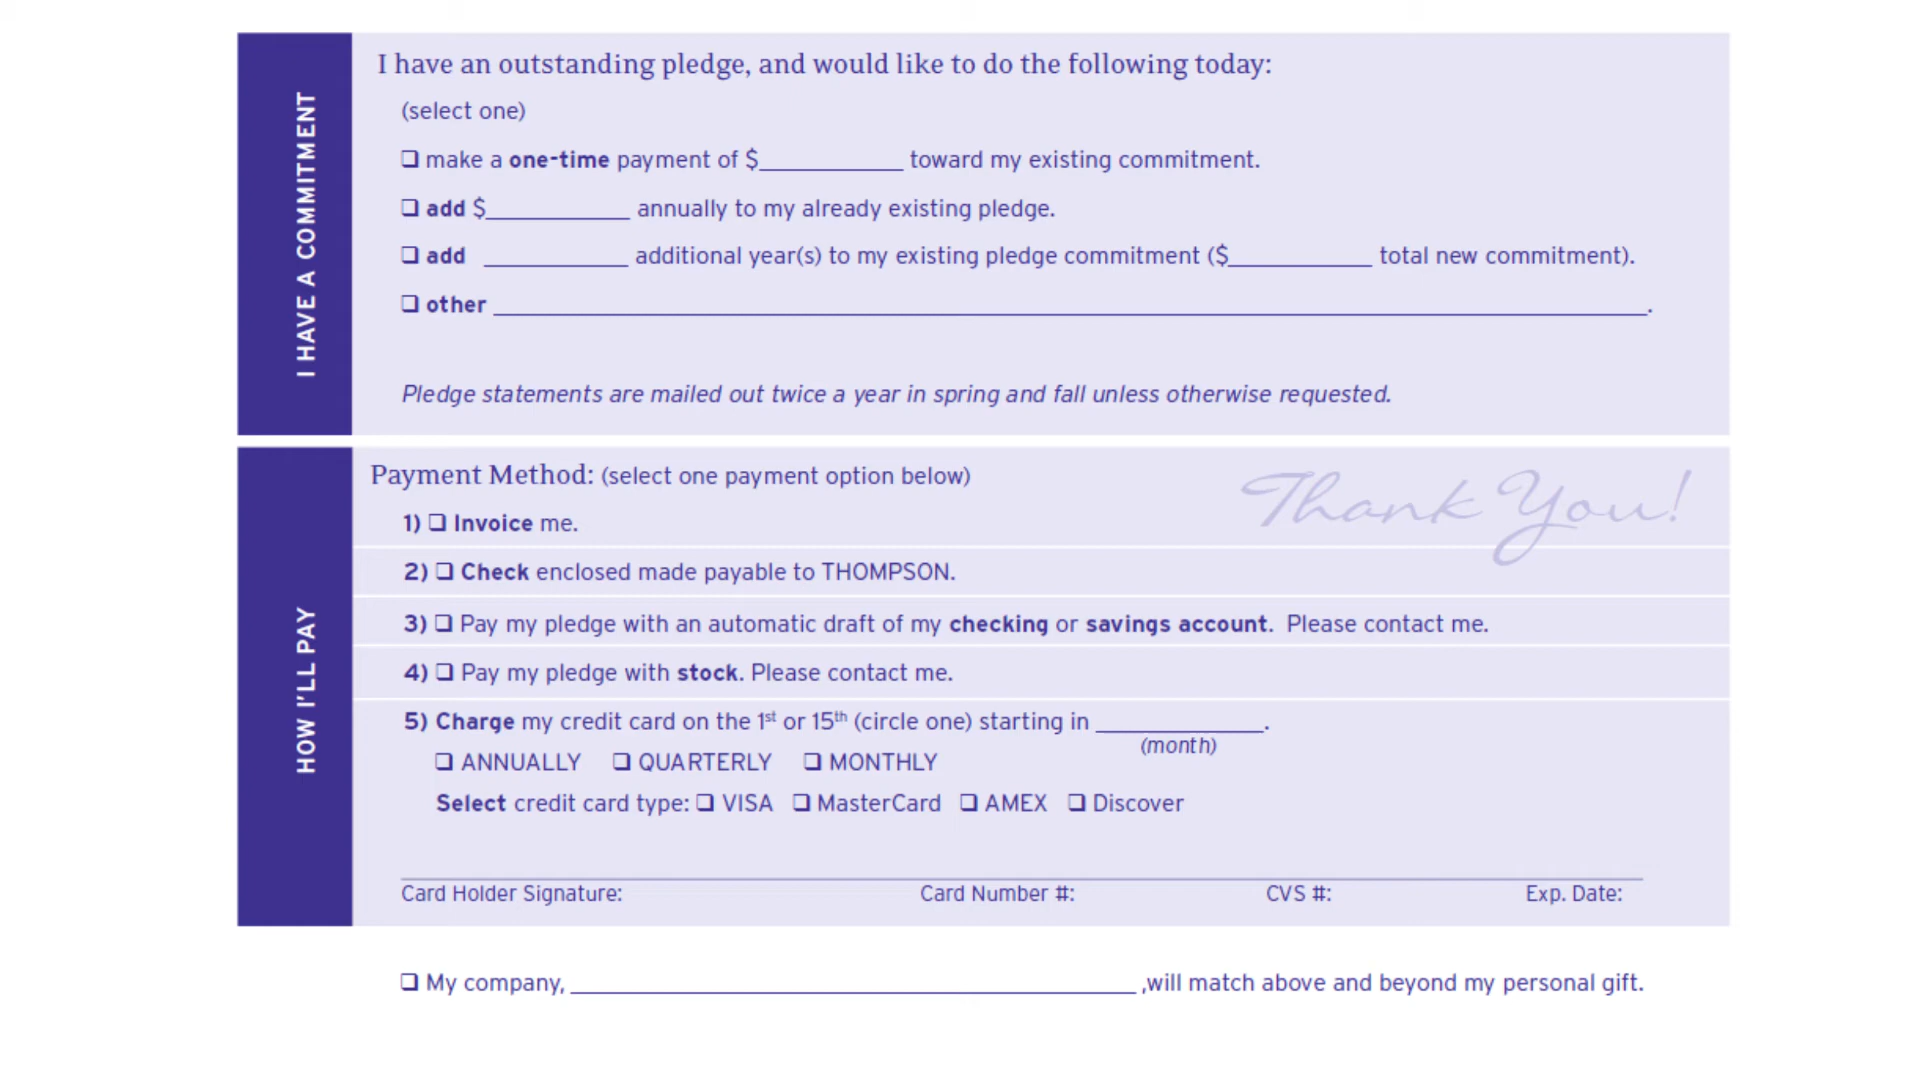 I HAVE A COMMITMENT
I have an outstanding pledge, and would like to do the following today:
(select one)
❏ make a one-time payment of $____________ toward my existing commitment.
❏ add $____________ annually to my already existing pledge.
❏ add ____________ additional year(s) to my existing pledge commitment ($____________ total new commitment).
❏ other ________________________________________________.
Pledge statements are mailed out twice a year in spring and fall unless otherwise requested.
HOW I'LL PAY
Payment Method: (select one payment option below)
Thank You!
1) ❏ Invoice me.
2) ❏ Check enclosed made payable to THOMPSON.
3) ❏ Pay my pledge with an automatic draft of my checking or savings account. Please contact me.
4) ❏ Pay my pledge with stock. Please contact me.
5) Charge my credit card on the 1st or 15th (circle one) starting in ______________.
(month)
❏ ANNUALLY ❏ QUARTERLY ❏ MONTHLY
Select credit card type: ❏ VISA ❏ MasterCard ❏ AMEX ❏ Discover
Card Holder Signature: Card Number #: CVS #: Exp. Date:
❏ My company, ________________________________ ,will match above and beyond my personal gift.